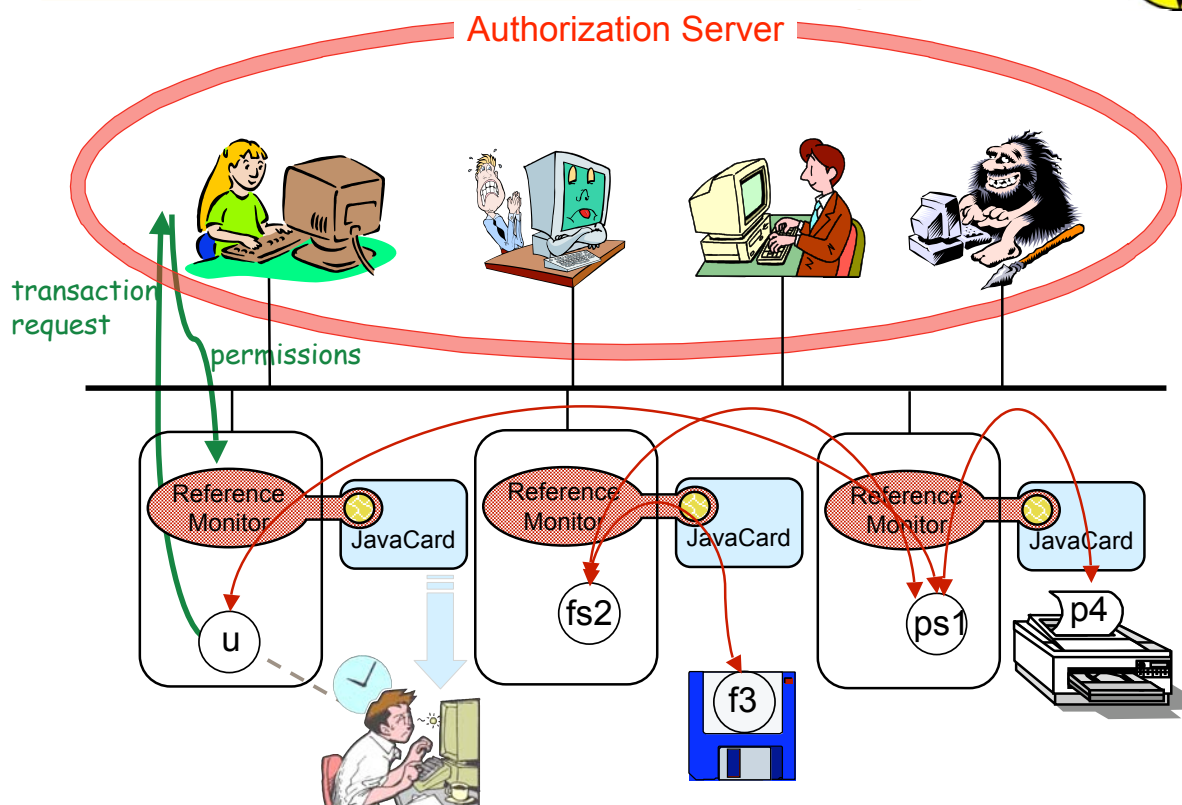 Authorization Server
transaction
request
permissions
Reference
Monitor
JavaCard
Reference
Monitor
JavaCard
Reference
Monitor
JavaCard
u
fs2
ps1
p4
f3